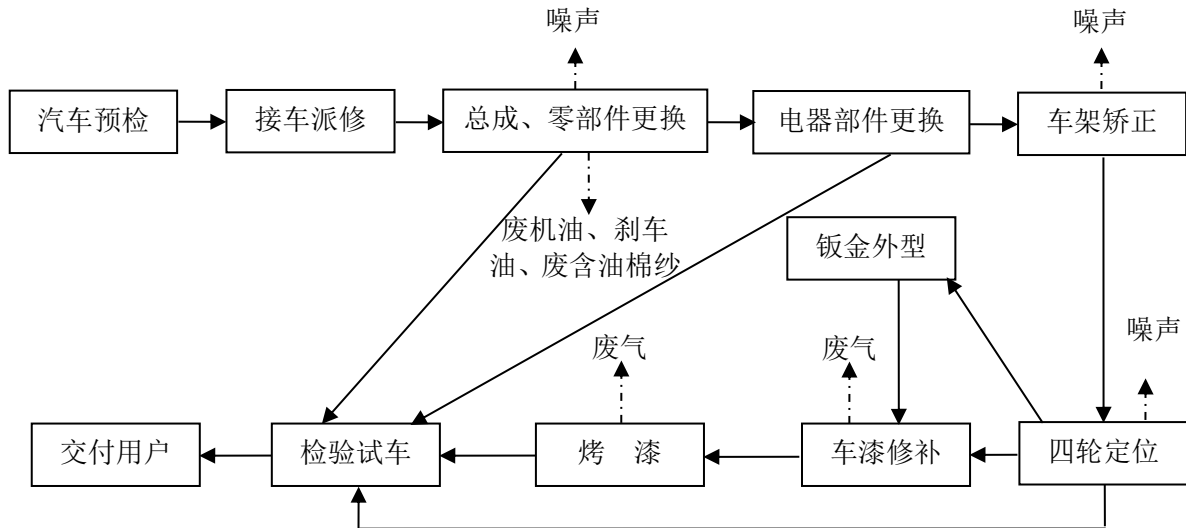 噪声
噪声
汽车预检
接车派修
总成、零部件更换
电器部件更换
车架矫正
废机油、刹车
油、废含油棉纱
钣金外型
噪声
废气
废气
交付用户
检验试车
烤 漆
车漆修补
四轮定位